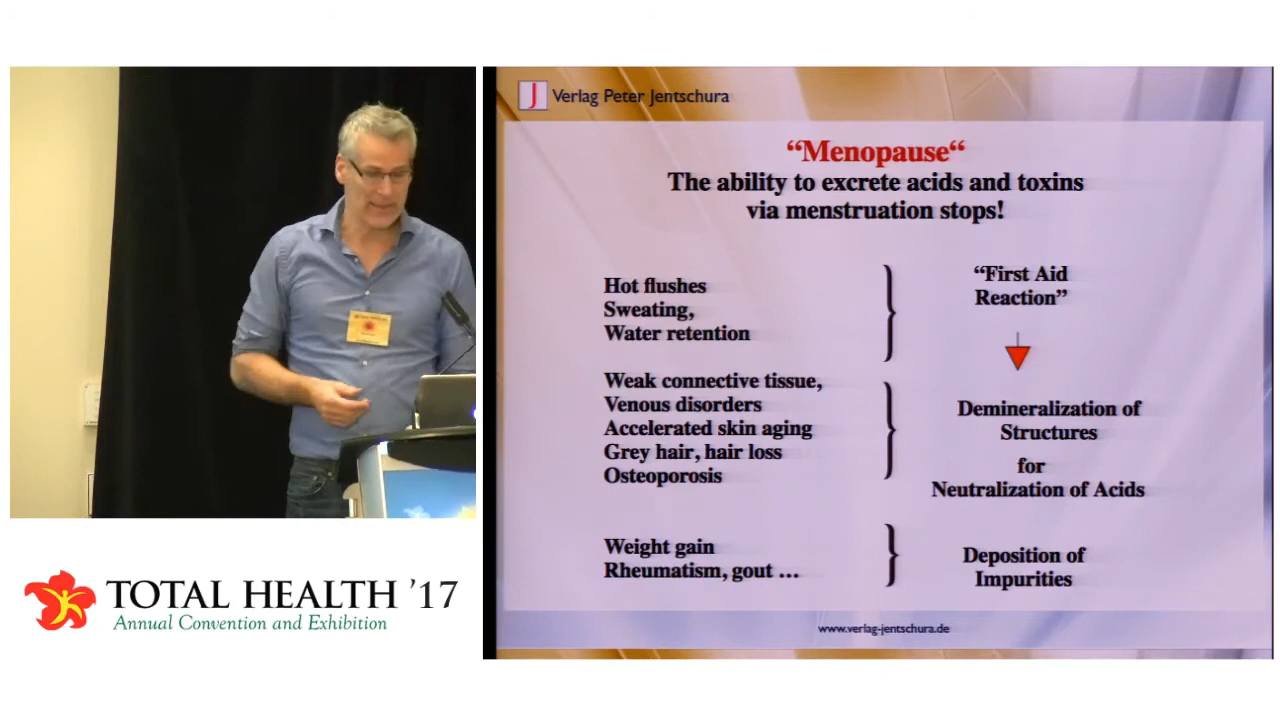 J Verlag Peter Jentschura
“Menopause“
The ability to excrete acids and toxins
via menstruation stops!
Hot flushes
Sweating,
Water retention
“First Aid
Reaction”
Weak connective tissue,
Venous disorders
Accelerated skin aging
Grey hair, hair loss
Osteoporosis
Demineralization of
Structures
for
Neutralization of Acids
Weight gain
Rheumatism, gout ...
Deposition of
Impurities
www.verlag-jentschura.de
TOTAL HEALTH ’17
Annual Convention and Exhibition